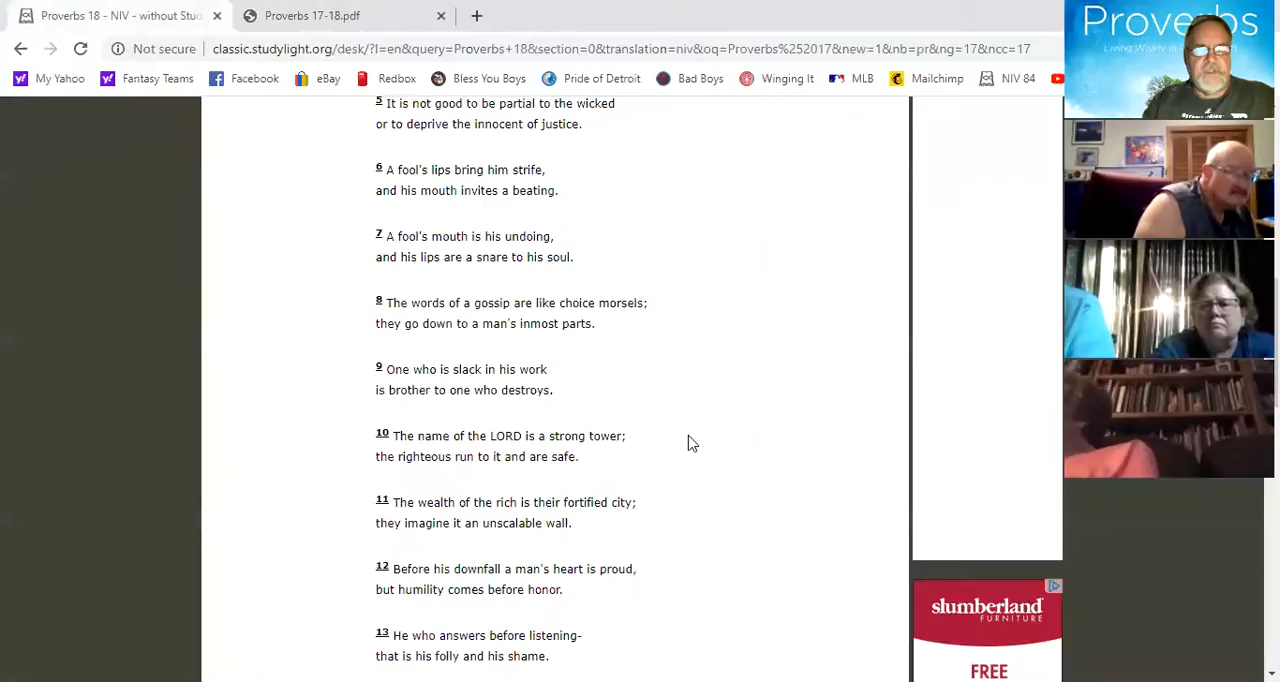 Proverbs 18 - NIV - without Stud
Proverbs 17-18.pdf
Not secure
classic.studylight.org/desk/?l=en&query=Proverbs+18&section=0&translation=niv&oq=Proverbs%252017&new=1&nb=pr&ng=17&ncc=17
My Yahoo
Fantasy Teams
Facebook
eBay
Redbox
Bless You Boys
Pride of Detroit
Bad Boys
Winging It
MLB
Mailchimp
NIV 84
5 It is not good to be partial to the wicked
or to deprive the innocent of justice.
6 A fool's lips bring him strife,
and his mouth invites a beating.
7 A fool's mouth is his undoing,
and his lips are a snare to his soul.
8 The words of a gossip are like choice morsels;
they go down to a man's inmost parts.
9 One who is slack in his work
is brother to one who destroys.
10 The name of the LORD is a strong tower;
the righteous run to it and are safe.
11 The wealth of the rich is their fortified city;
they imagine it an unscalable wall.
12 Before his downfall a man's heart is proud,
but humility comes before honor.
13 He who answers before listening-
that is his folly and his shame.
Proverbs
Living Wisely in
slumberland
FURNITURE
FREE